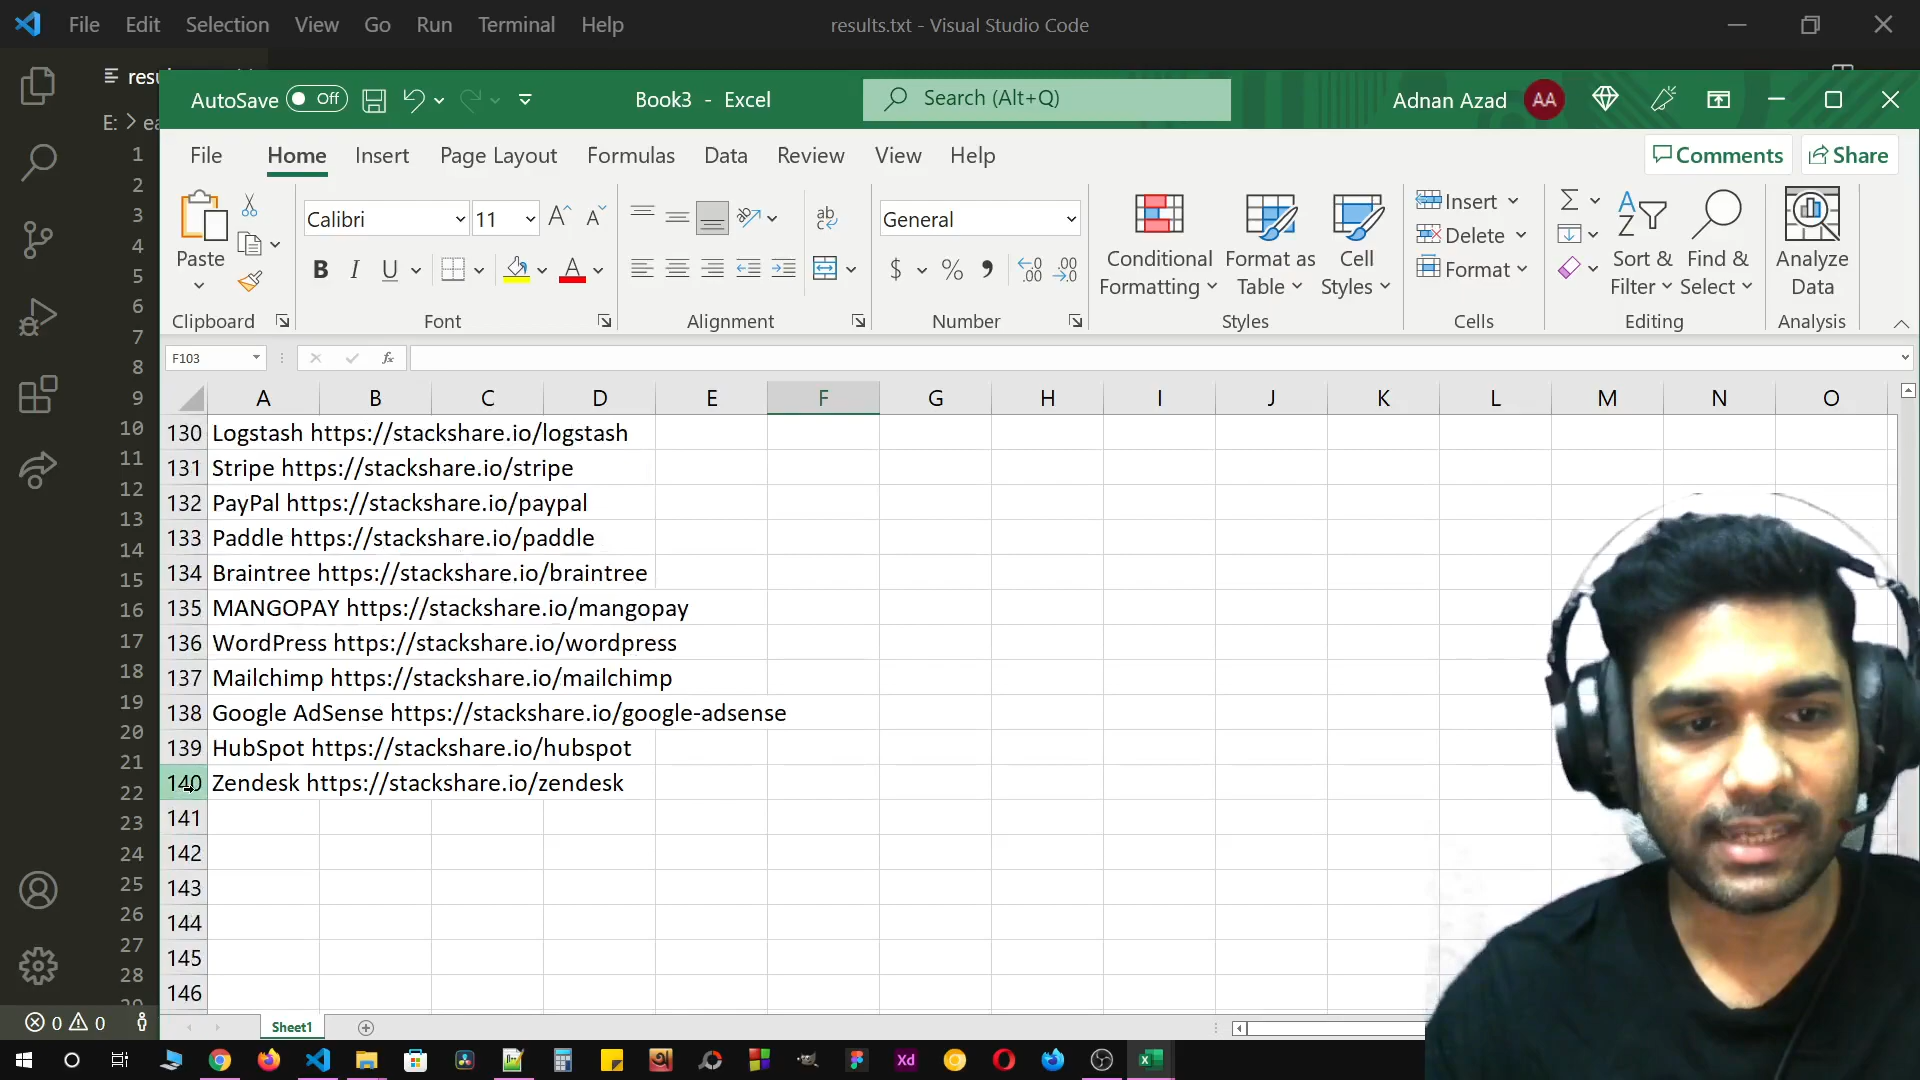 File Edit Selection View Go Run Terminal Help results.txt - Visual Studio Code
AutoSave Off Book3 - Excel Search (Alt+Q) Adnan Azad AA
File Home Insert Page Layout Formulas Data Review View Help Comments Share
Paste Calibri 11 B I U A General $ % Conditional Formatting Format as Table Cell Styles Insert Delete Format Sort & Filter Find & Select Analyze Data
Clipboard Font Alignment Number Styles Cells Editing Analysis
F103 fx
A B C D E F G H I J K L M N O
130 Logstash https://stackshare.io/logstash
131 Stripe https://stackshare.io/stripe
132 PayPal https://stackshare.io/paypal
133 Paddle https://stackshare.io/paddle
134 Braintree https://stackshare.io/braintree
135 MANGOPAY https://stackshare.io/mangopay
136 WordPress https://stackshare.io/wordpress
137 Mailchimp https://stackshare.io/mailchimp
138 Google AdSense https://stackshare.io/google-adsense
139 HubSpot https://stackshare.io/hubspot
140 Zendesk https://stackshare.io/zendesk
141
142
143
144
145
146
Sheet1
E: >
1
2
3
4
5
6
7
8
9
10
11
12
13
14
15
16
17
18
19
20
21
22
23
24
25
26
27
28
0 0
Xd